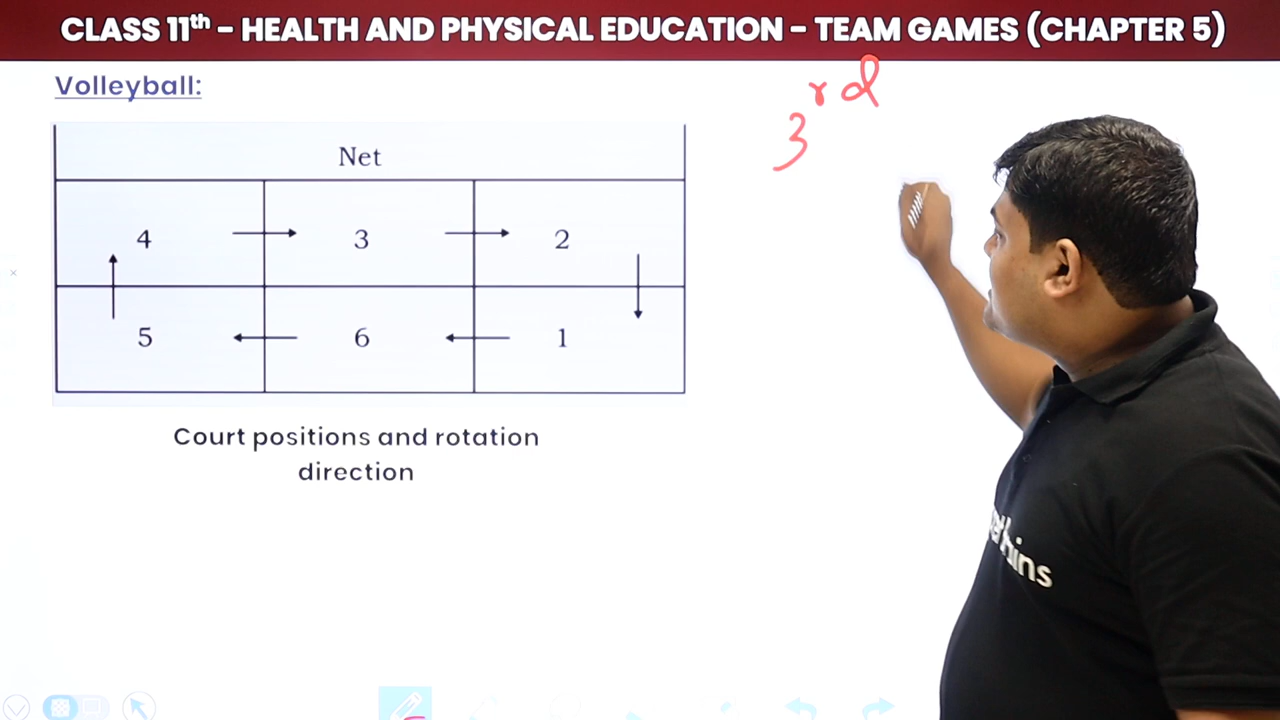 CLASS 11th - HEALTH AND PHYSICAL EDUCATION - TEAM GAMES (CHAPTER 5)
Volleyball:
3rd
Net
4 3 2
5 6 1
Court positions and rotation
direction